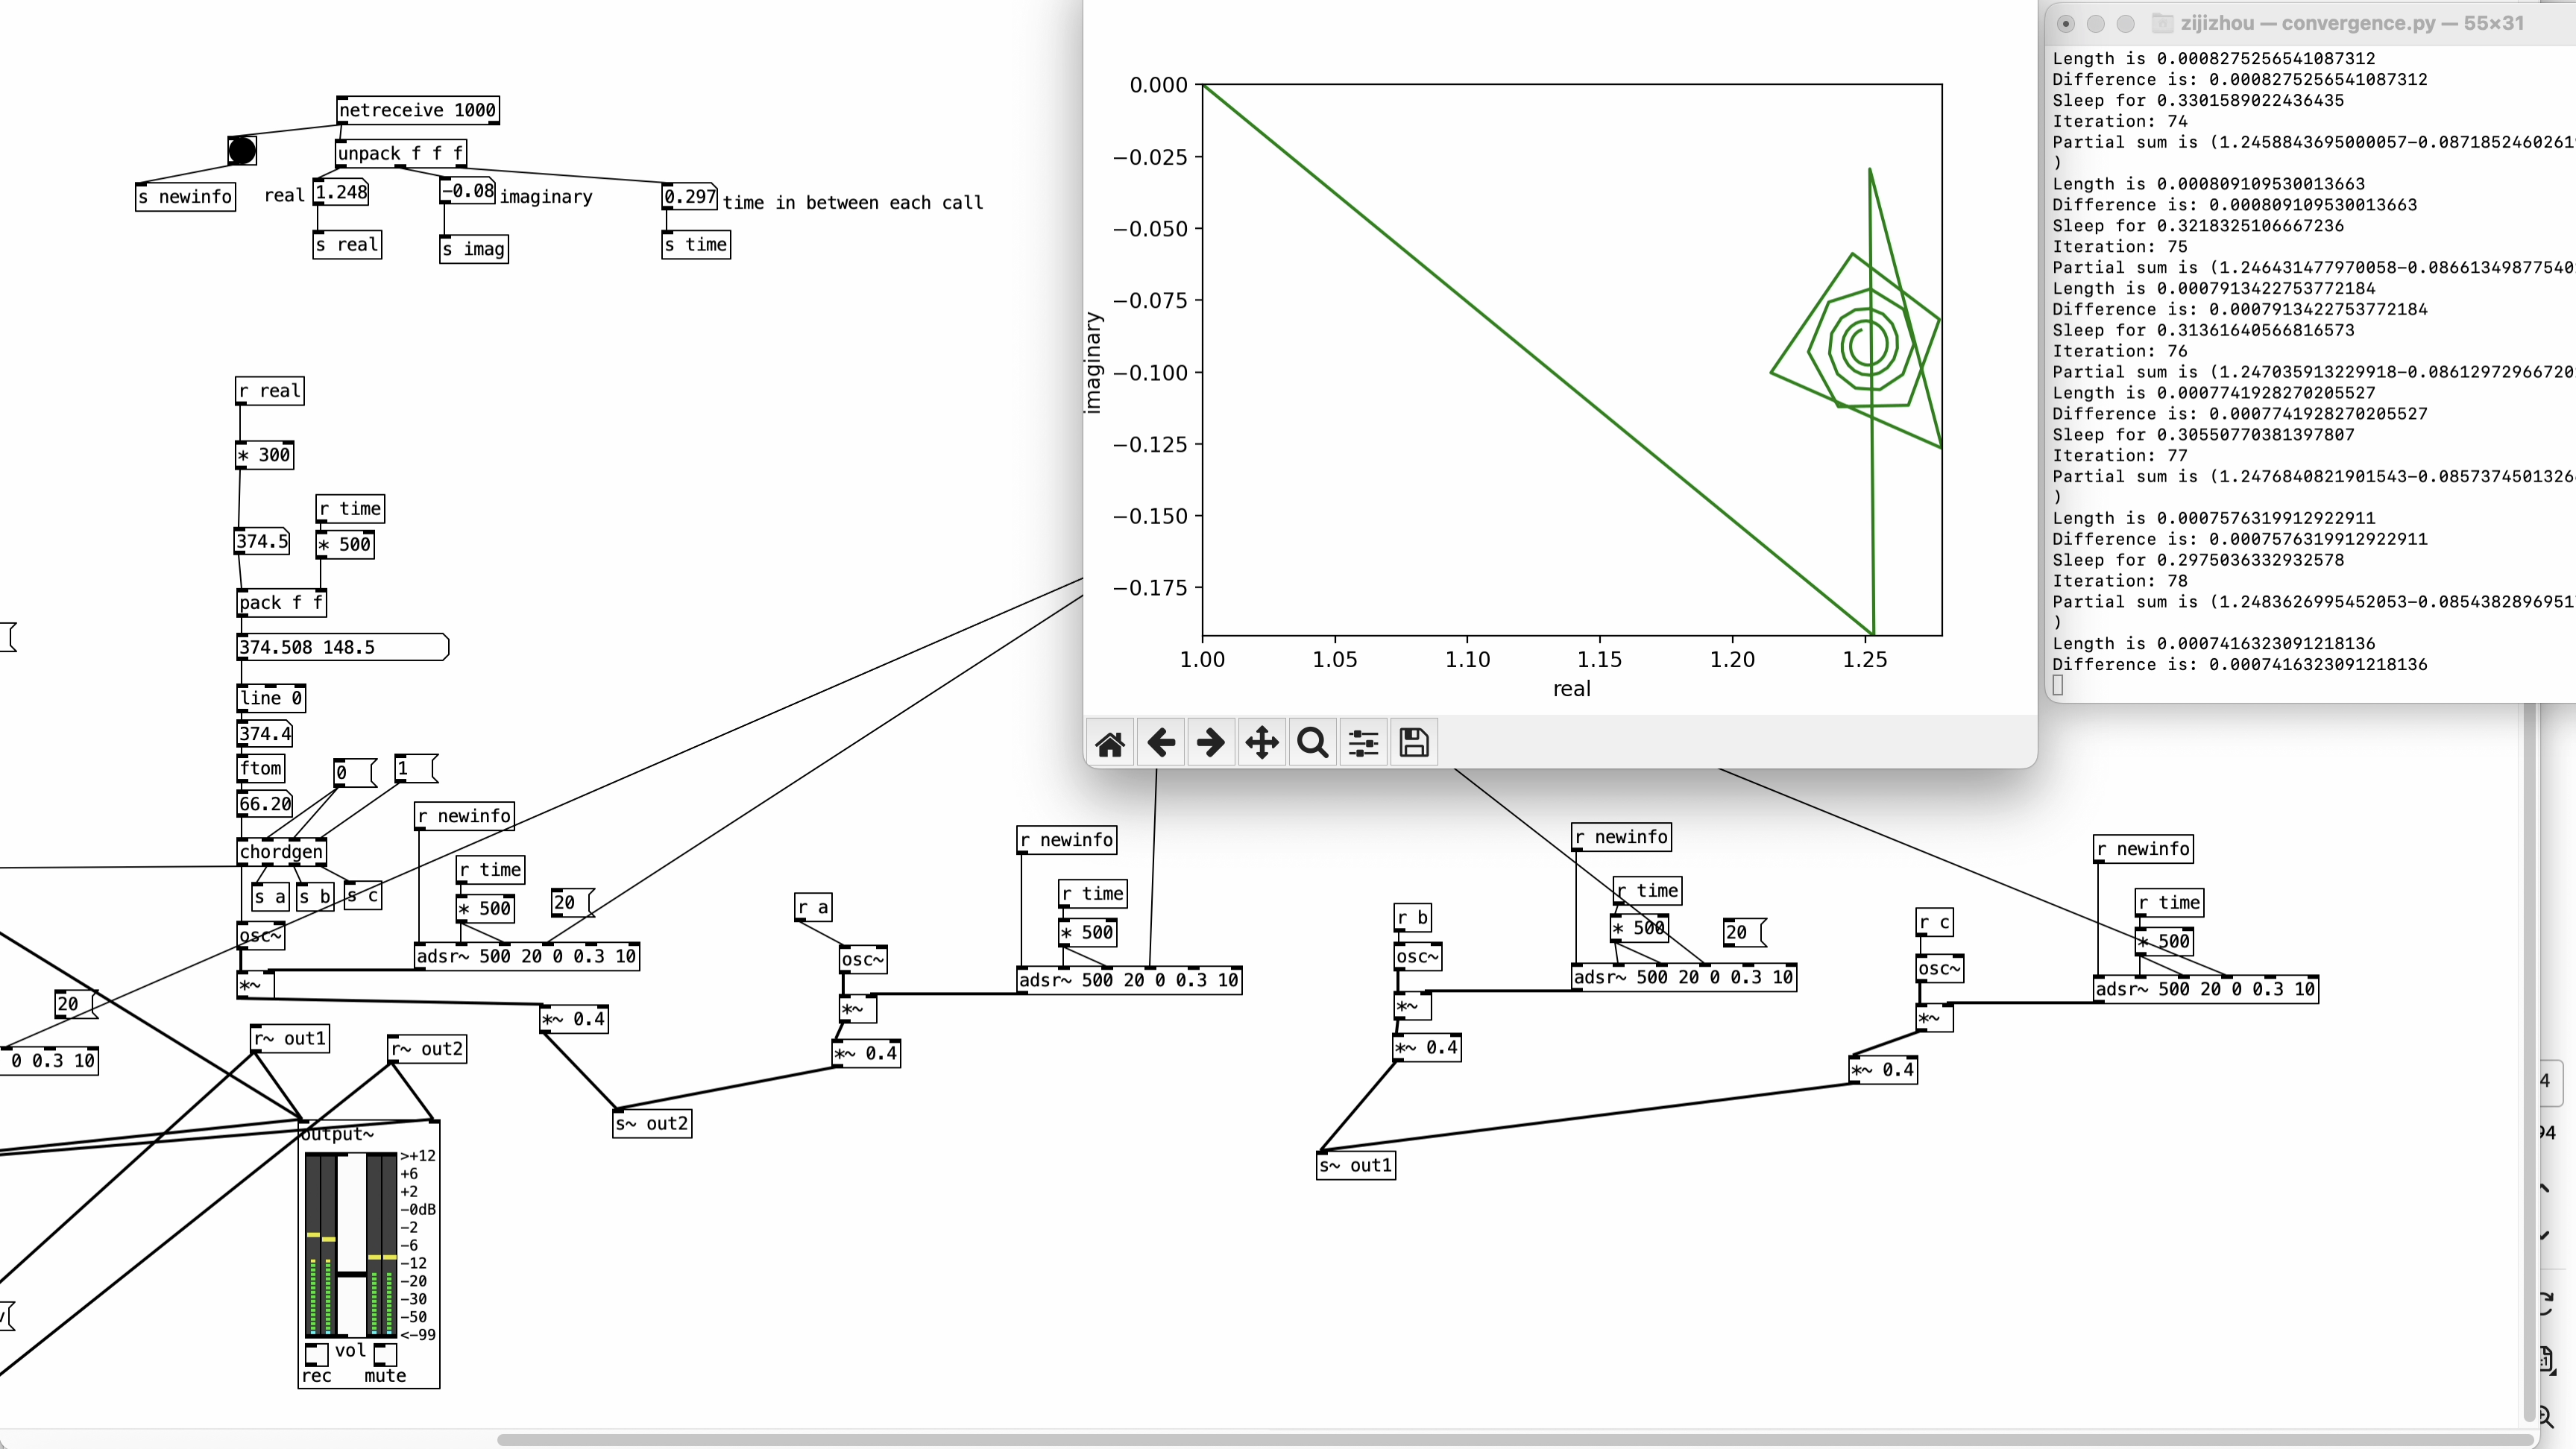 netreceive 1000
unpack f f f
s newinfo
real
1.248
-0.08
imaginary
0.297
time in between each call
s real
s imag
s time
r real
* 300
r time
374.5
* 500
pack f f
374.508 148.5
line 0
374.4
ftom
0
1
66.20
r newinfo
chordgen
s a
s b
s c
r time
* 500
20
osc~
adsr~ 500 20 0 0.3 10
*~
20
*~ 0.4
0 0.3 10
r~ out1
r~ out2
s~ out2
output~
>+12
+6
+2
-0dB
-2
-6
-12
-20
-30
-50
<-99
vol
rec
mute
r a
osc~
*~
*~ 0.4
r newinfo
r time
* 500
adsr~ 500 20 0 0.3 10
r b
osc~
*~
*~ 0.4
s~ out1
r newinfo
r time
* 500
20
adsr~ 500 20 0 0.3 10
r c
osc~
*~
*~ 0.4
r newinfo
r time
* 500
adsr~ 500 20 0 0.3 10
0.000
−0.025
−0.050
−0.075
−0.100
−0.125
−0.150
−0.175
imaginary
1.00
1.05
1.10
1.15
1.20
1.25
real
zijizhou — convergence.py — 55×31
Length is 0.0008275256541087312
Difference is: 0.0008275256541087312
Sleep for 0.3301589022436435
Iteration: 74
Partial sum is (1.2458843695000057-0.0871852460261
)
Length is 0.000809109530013663
Difference is: 0.000809109530013663
Sleep for 0.3218325106667236
Iteration: 75
Partial sum is (1.246431477970058-0.08661349877540
Length is 0.0007913422753772184
Difference is: 0.0007913422753772184
Sleep for 0.31361640566816573
Iteration: 76
Partial sum is (1.247035913229918-0.08612972966720
Length is 0.0007741928270205527
Difference is: 0.0007741928270205527
Sleep for 0.30550770381397807
Iteration: 77
Partial sum is (1.2476840821901543-0.0857374501326
)
Length is 0.0007576319912922911
Difference is: 0.0007576319912922911
Sleep for 0.2975036332932578
Iteration: 78
Partial sum is (1.2483626995452053-0.0854382896951
)
Length is 0.0007416323091218136
Difference is: 0.0007416323091218136
4
94